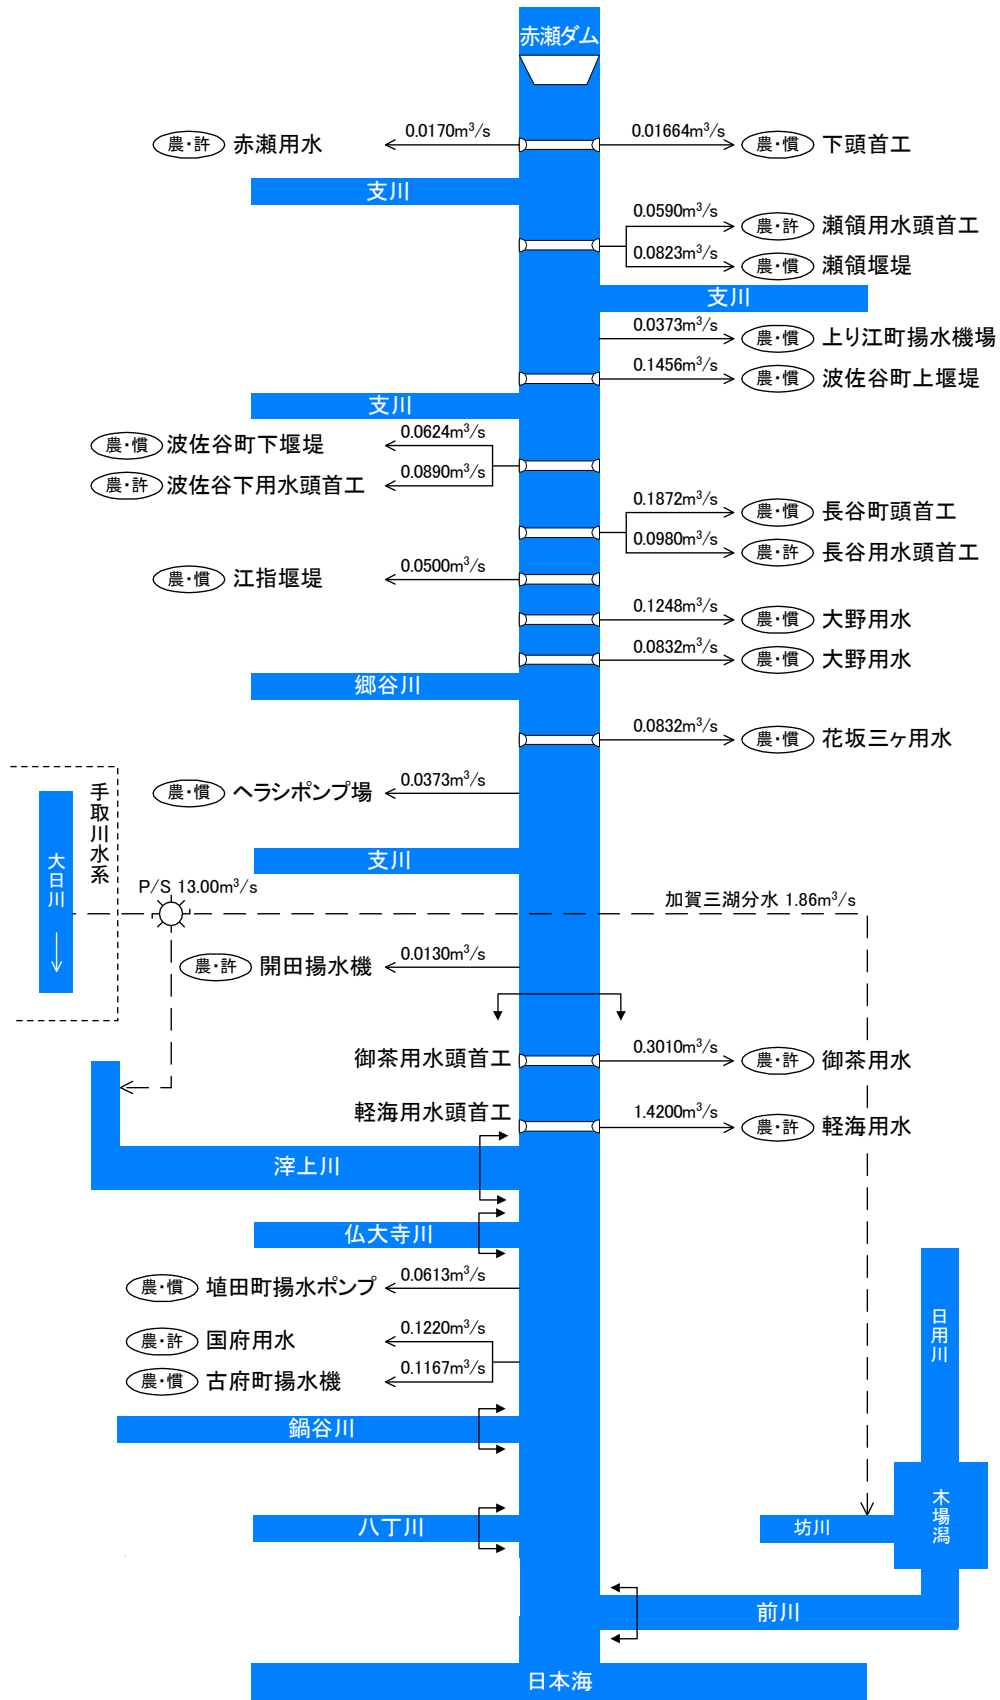 赤瀬ダム
農・許 赤瀬用水 0.0170m³/s
0.01664m³/s 農・慣 下頭首工
支川
0.0590m³/s 農・許 瀬領用水頭首工
0.0823m³/s 農・慣 瀬領堰堤
支川
0.0373m³/s 農・慣 上り江町揚水機場
0.1456m³/s 農・慣 波佐谷町上堰堤
支川
農・慣 波佐谷町下堰堤 0.0624m³/s
農・許 波佐谷下用水頭首工 0.0890m³/s
0.1872m³/s 農・慣 長谷町頭首工
0.0980m³/s 農・許 長谷用水頭首工
農・慣 江指堰堤 0.0500m³/s
0.1248m³/s 農・慣 大野用水
0.0832m³/s 農・慣 大野用水
郷谷川
0.0832m³/s 農・慣 花坂三ヶ用水
農・慣 ヘラシポンプ場 0.0373m³/s
手取川水系
大日川
支川
P/S 13.00m³/s
加賀三湖分水 1.86m³/s
農・許 開田揚水機 0.0130m³/s
御茶用水頭首工
0.3010m³/s 農・許 御茶用水
軽海用水頭首工
1.4200m³/s 農・許 軽海用水
滓上川
仏大寺川
農・慣 埴田町揚水ポンプ 0.0613m³/s
農・許 国府用水 0.1220m³/s
農・慣 古府町揚水機 0.1167m³/s
日用川
鍋谷川
木場潟
八丁川
坊川
前川
日本海